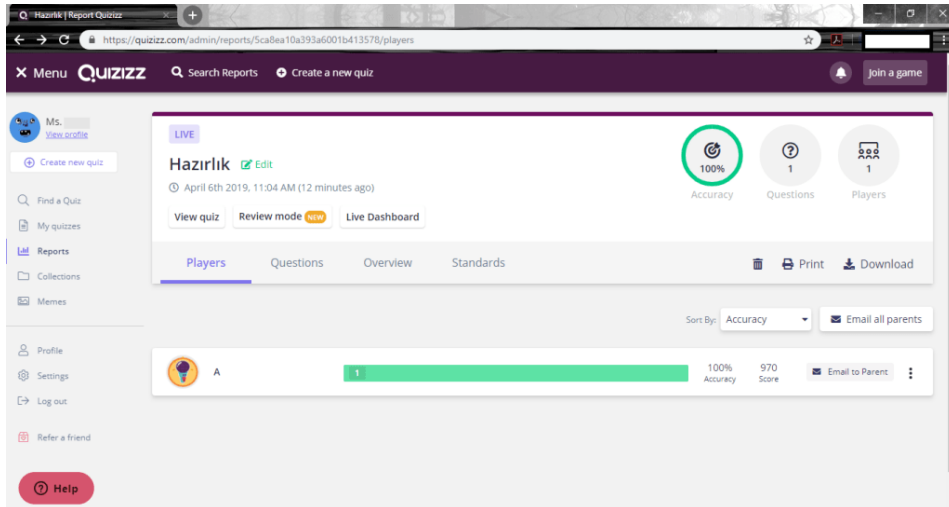 Hazırlık | Report Quizizz
https://quizizz.com/admin/reports/5ca8ea10a393a6001b413578/players
Menu QUIZIZZ Search Reports Create a new quiz Join a game
Ms.
View profile
Create new quiz
Find a Quiz
My quizzes
Reports
Collections
Memes
Profile
Settings
Log out
Refer a friend
Help
LIVE
Hazırlık Edit
April 6th 2019, 11:04 AM (12 minutes ago)
View quiz Review mode NEW Live Dashboard
100% 1 1
Accuracy Questions Players
Players Questions Overview Standards Print Download
Sort By: Accuracy Email all parents
A 1 100% 970 Email to Parent
Accuracy Score